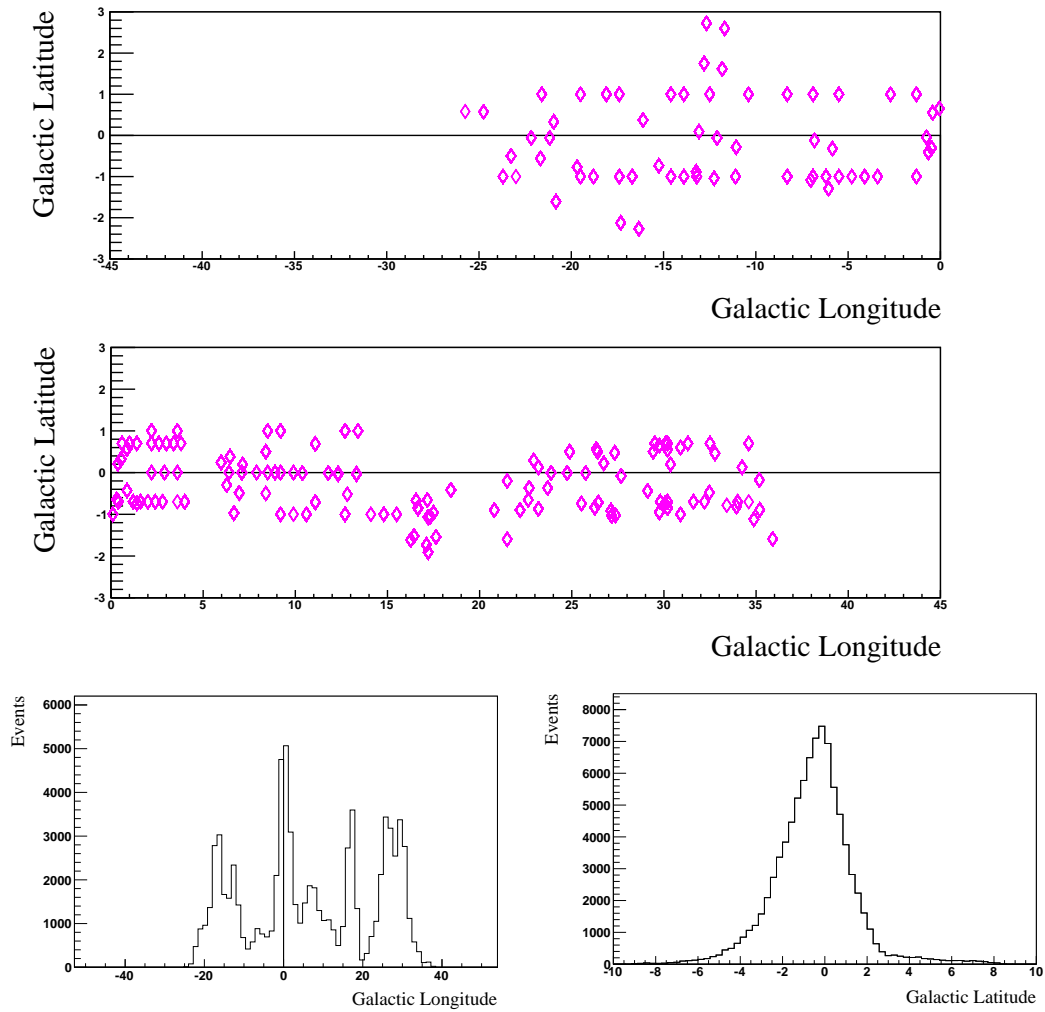 3
2
1
0
-1
-2
-3
Galactic Latitude
-45 -40 -35 -30 -25 -20 -15 -10 -5 0
Galactic Longitude
3
2
1
0
-1
-2
-3
Galactic Latitude
0 5 10 15 20 25 30 35 40 45
Galactic Longitude
Events
6000
5000
4000
3000
2000
1000
0
-40 -20 0 20 40
Galactic Longitude
Events
8000
7000
6000
5000
4000
3000
2000
1000
0
-10 -8 -6 -4 -2 0 2 4 6 8 10
Galactic Latitude